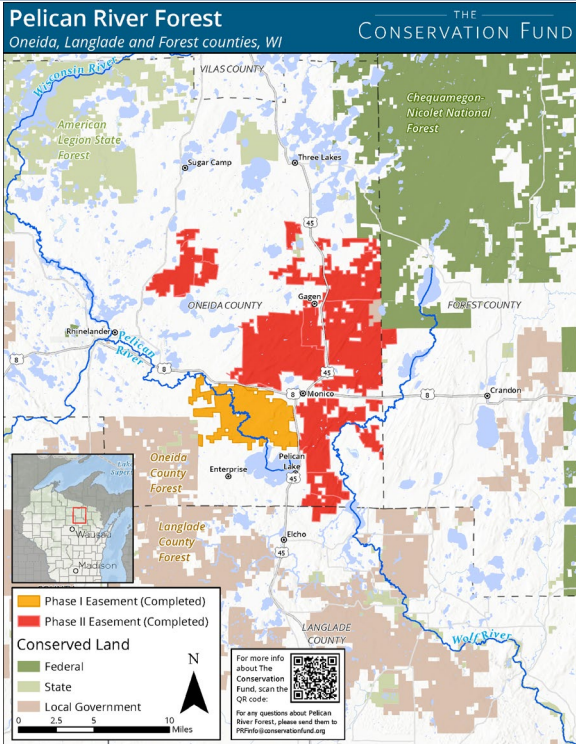 Pelican River Forest
Oneida, Langlade and Forest counties, WI
THE
CONSERVATION FUND
Wisconsin River
VILAS COUNTY
American
Legion State
Forest
Chequamegon-
Nicolet National
Forest
Sugar Camp
Three Lakes
45
Gagen
ONEIDA COUNTY
FOREST COUNTY
Rhinelander
Pelican
River
8
8
45
8
Monico
8
Crandon
Oneida
County
Forest
Enterprise
Pelican
Lake
45
Langlade
County
Forest
Elcho
45
LANGLADE
COUNTY
Wolf River
Lake
Superior
Wausau
Madison
Phase I Easement (Completed)
Phase II Easement (Completed)
Conserved Land
Federal
State
Local Government
N
0
2.5
5
10
Miles
For more info
about The
Conservation
Fund, scan the
QR code:
For any questions about Pelican
River Forest, please send them to
PRFinfo@conservationfund.org